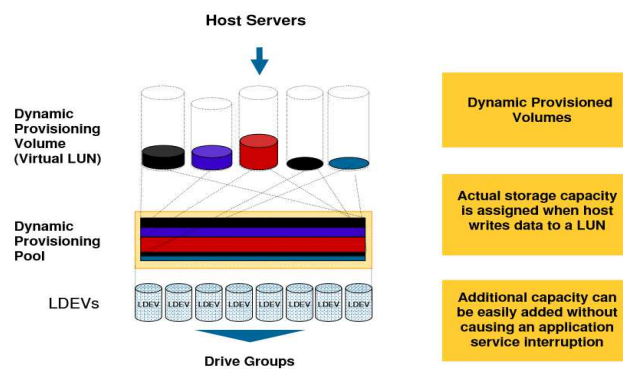 Host Servers
Dynamic
Provisioning
Volume
(Virtual LUN)
Dynamic Provisioned
Volumes
Dynamic
Provisioning
Pool
Actual storage capacity
is assigned when host
writes data to a LUN
LDEVs
LDEV LDEV LDEV LDEV LDEV LDEV LDEV LDEV
Additional capacity can
be easily added without
causing an application
service interruption
Drive Groups